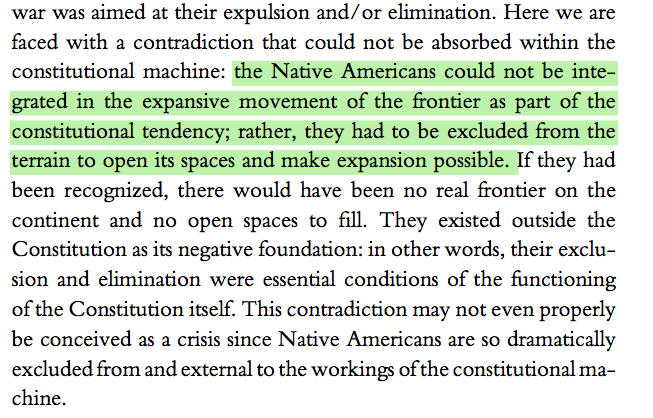 war was aimed at their expulsion and/or elimination. Here we are
faced with a contradiction that could not be absorbed within the
constitutional machine: the Native Americans could not be inte-
grated in the expansive movement of the frontier as part of the
constitutional tendency; rather, they had to be excluded from the
terrain to open its spaces and make expansion possible. If they had
been recognized, there would have been no real frontier on the
continent and no open spaces to fill. They existed outside the
Constitution as its negative foundation: in other words, their exclu-
sion and elimination were essential conditions of the functioning
of the Constitution itself. This contradiction may not even properly
be conceived as a crisis since Native Americans are so dramatically
excluded from and external to the workings of the constitutional ma-
chine.